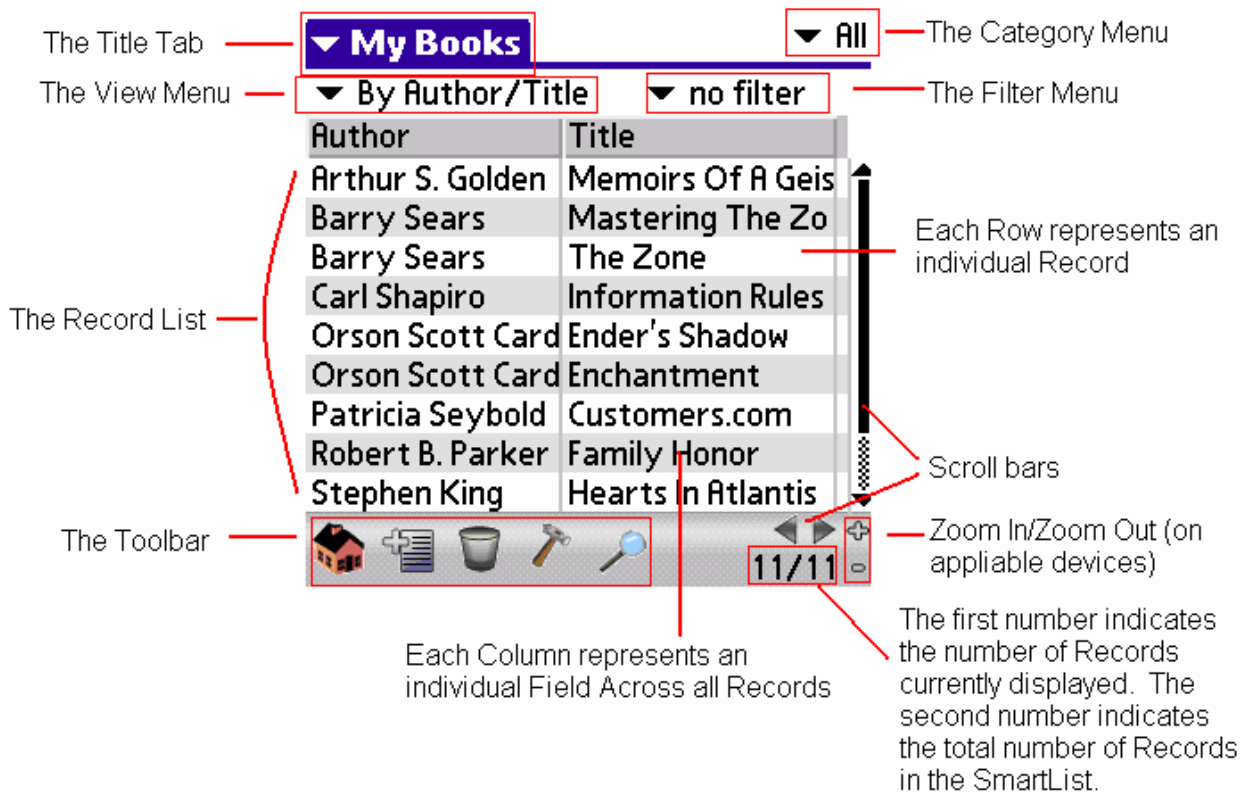 The Title Tab
My Books
All
The Category Menu
The View Menu
By Author/Title
no filter
The Filter Menu
Author Title
Arthur S. Golden Memoirs Of A Geis
Barry Sears Mastering The Zo
Barry Sears The Zone
Carl Shapiro Information Rules
Orson Scott Card Ender's Shadow
Orson Scott Card Enchantment
Patricia Seybold Customers.com
Robert B. Parker Family Honor
Stephen King Hearts In Atlantis
The Record List
Each Row represents an
individual Record
Scroll bars
The Toolbar
11/11
Zoom In/Zoom Out (on
appliable devices)
Each Column represents an
individual Field Across all Records
The first number indicates
the number of Records
currently displayed. The
second number indicates
the total number of Records
in the SmartList.